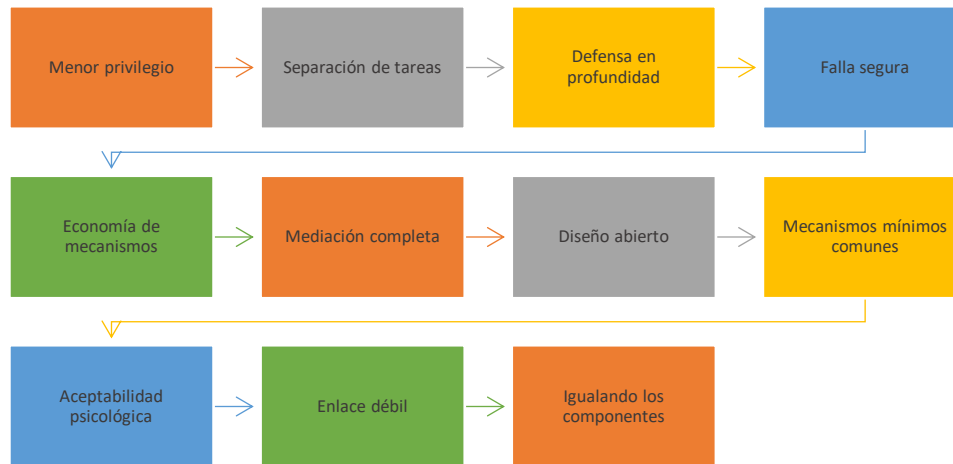 Menor privilegio
Separación de tareas
Defensa en
profundidad
Falla segura
Economía de
mecanismos
Mediación completa
Diseño abierto
Mecanismos mínimos
comunes
Aceptabilidad
psicológica
Enlace débil
Igualando los
componentes